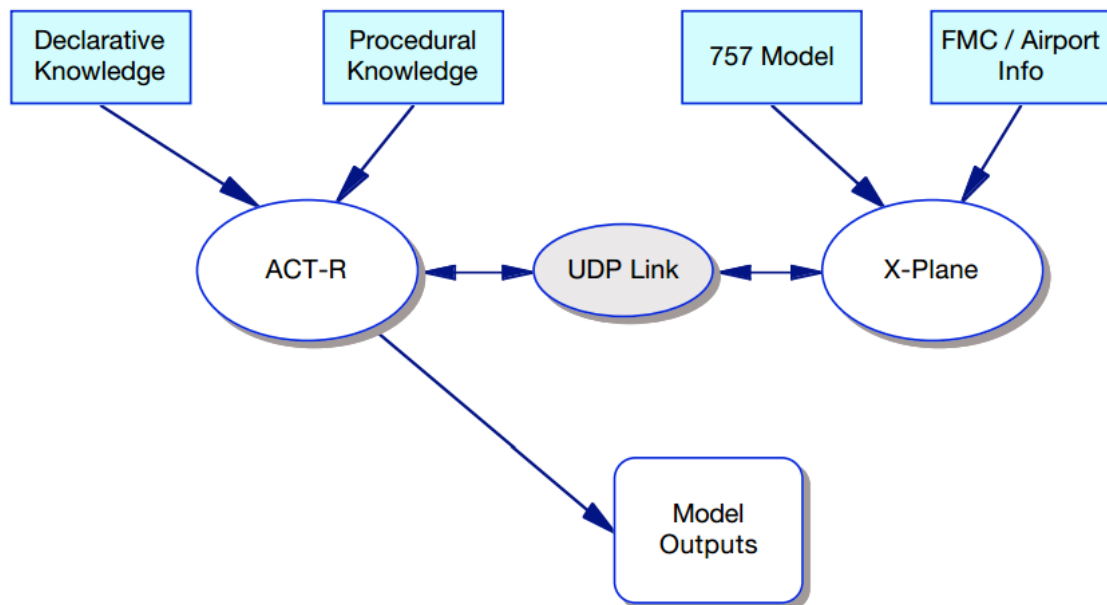 Declarative
Knowledge
Procedural
Knowledge
757 Model
FMC / Airport
Info
ACT-R
UDP Link
X-Plane
Model
Outputs